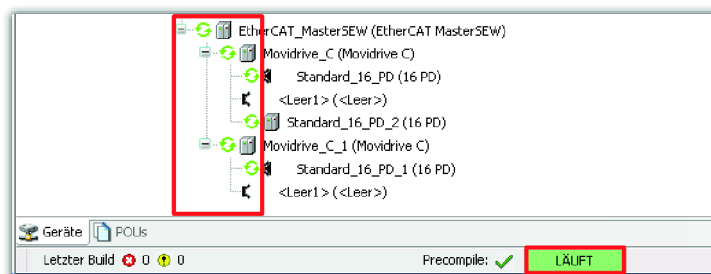 EtherCAT_MasterSEW (EtherCAT MasterSEW)
Movidrive_C (Movidrive C)
Standard_16_PD (16 PD)
<Leer1> (<Leer>)
Standard_16_PD_2 (16 PD)
Movidrive_C_1 (Movidrive C)
Standard_16_PD_1 (16 PD)
<Leer1> (<Leer>)
Geräte POUs
Letzter Build 0 0 Precompile: LÄUFT